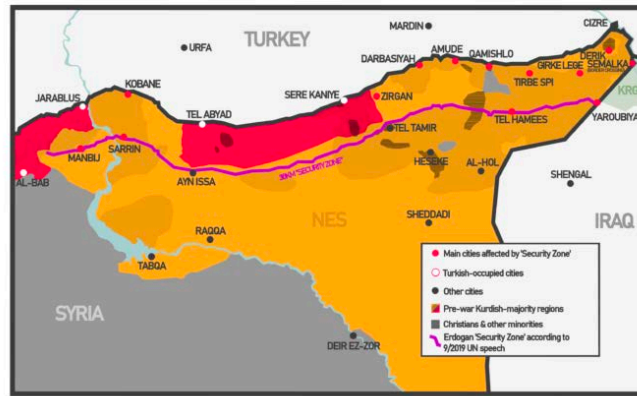 MARDIN
CIZRE
TURKEY
URFA
AMUDE
QAMISHLO
DERIK
DARBASIYAH
GIRKE LEGE
SEMALKA
KOBANE
TIRBE SPI
JARABLUS
SERE KANIYE
ZIRGAN
KRG
TEL ABYAD
TEL HAMEES
YAROUBIYA
TEL TAMIR
MANBIJ
SARRIN
HESEKE
AL-HOL
AL-BAB
AYN ISSA
30KM 'SECURITY ZONE'
SHENGAL
NES
SHEDDADI
IRAQ
RAQQA
TABQA
SYRIA
DEIR EZ-ZOR
Main cities affected by 'Security Zone'
Turkish-occupied cities
Other cities
Pre-war Kurdish-majority regions
Christians & other minorities
Erdogan 'Security Zone' according to
9/2019 UN speech